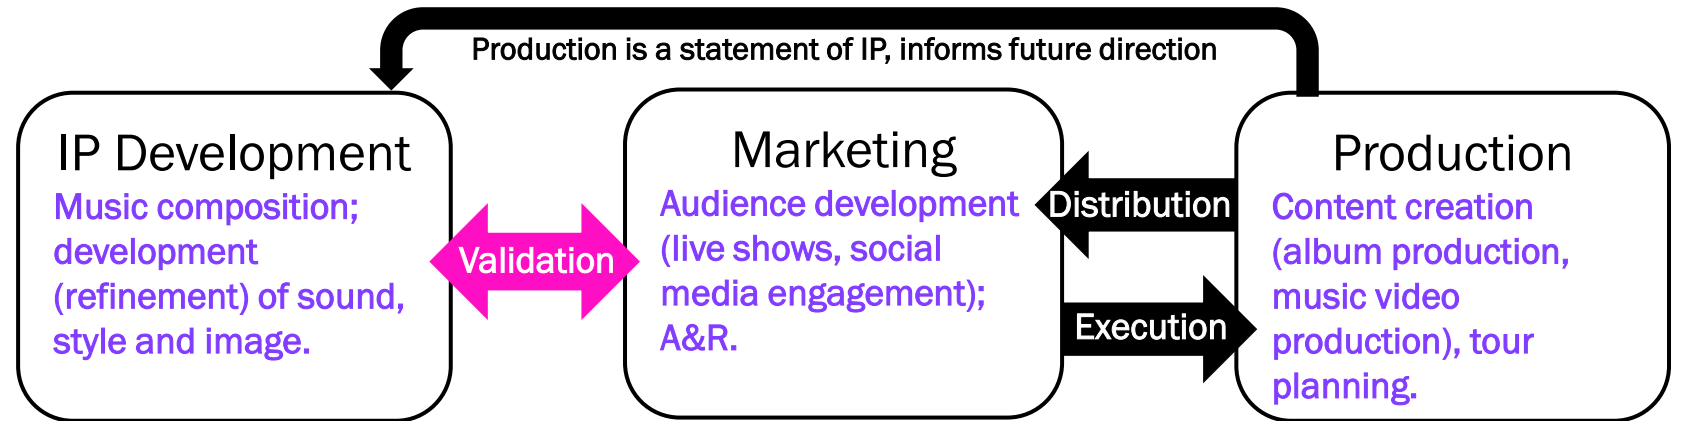 Production is a statement of IP, informs future direction
IP Development
Music composition;
development
(refinement) of sound,
style and image.
Validation
Marketing
Audience development
(live shows, social
media engagement);
A&R.
Distribution
Execution
Production
Content creation
(album production,
music video
production), tour
planning.